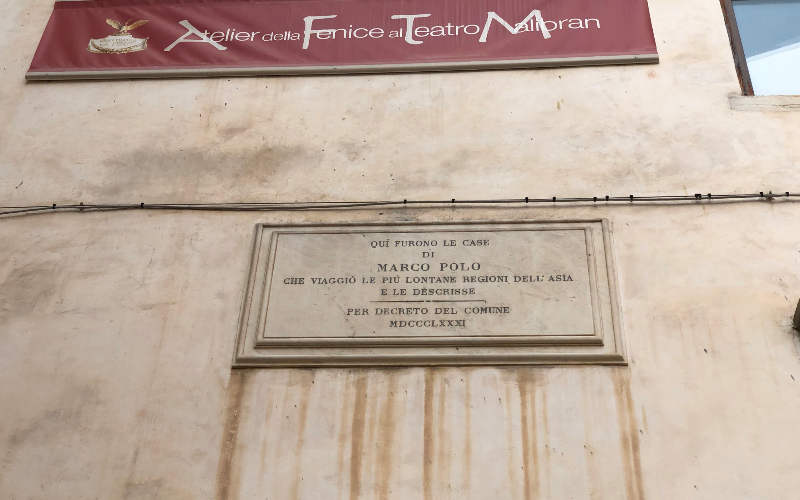 Atelier della Fenice al Teatro Malibran
QUÌ FURONO LE CASE
DI
MARCO POLO
CHE VIAGGIÒ LE PIÙ LONTANE REGIONI DELL'ASIA
E LE DESCRISSE
PER DECRETO DEL COMUNE
MDCCCLXXXI